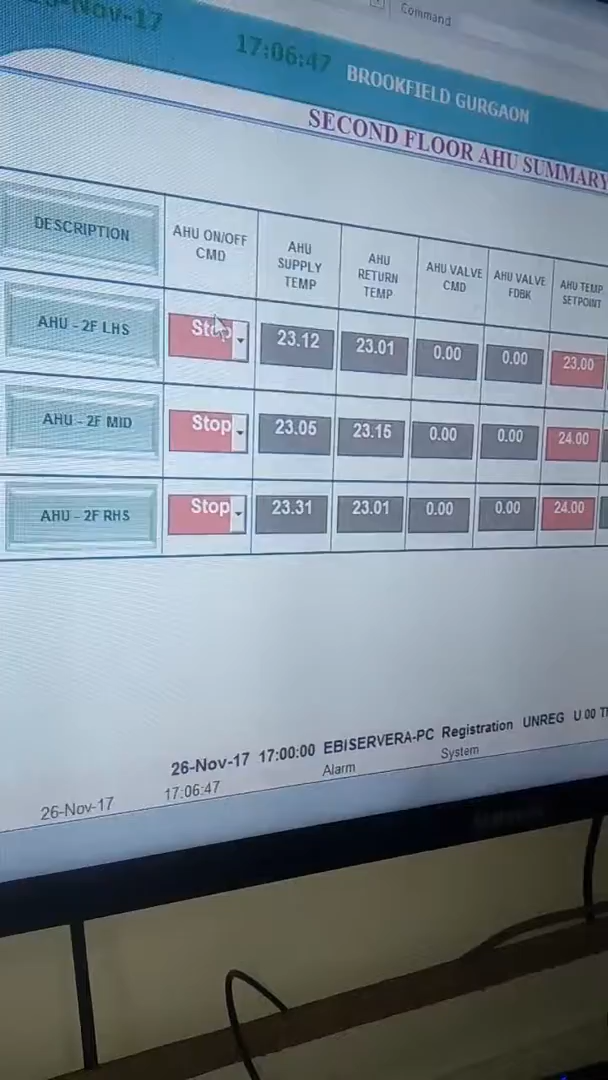 -Nov-17
17:06:47
Command
BROOKFIELD GURGAON
SECOND FLOOR AHU SUMMARY
DESCRIPTION
AHU ON/OFF CMD
AHU SUPPLY TEMP
AHU RETURN TEMP
AHU VALVE CMD
AHU VALVE FDBK
AHU TEMP SETPOINT
AHU - 2F LHS Stop 23.12 23.01 0.00 0.00 23.00
AHU - 2F MID Stop 23.05 23.15 0.00 0.00 24.00
AHU - 2F RHS Stop 23.31 23.01 0.00 0.00 24.00
26-Nov-17 17:00:00 EBISERVERA-PC Registration UNREG U 00
26-Nov-17 17:06:47 Alarm System